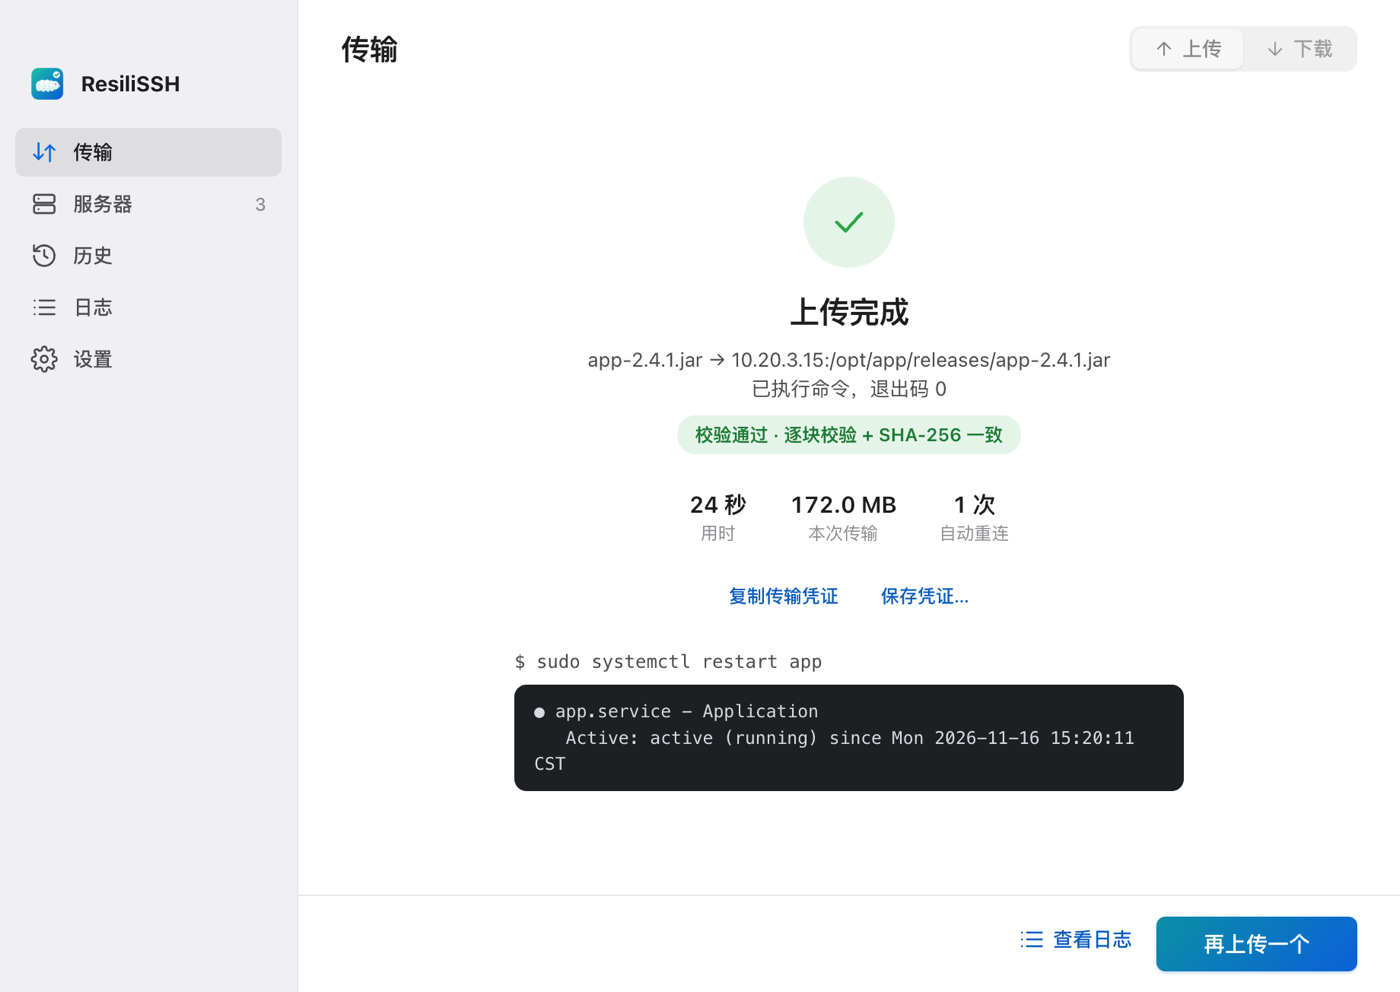 ResiliSSH
传输
服务器 3
历史
日志
设置
传输
上传
下载
上传完成
app-2.4.1.jar → 10.20.3.15:/opt/app/releases/app-2.4.1.jar
已执行命令，退出码 0
校验通过 · 逐块校验 + SHA-256 一致
24 秒 172.0 MB 1 次
用时 本次传输 自动重连
复制传输凭证 保存凭证...
$ sudo systemctl restart app
● app.service – Application
Active: active (running) since Mon 2026–11–16 15:20:11
CST
查看日志
再上传一个